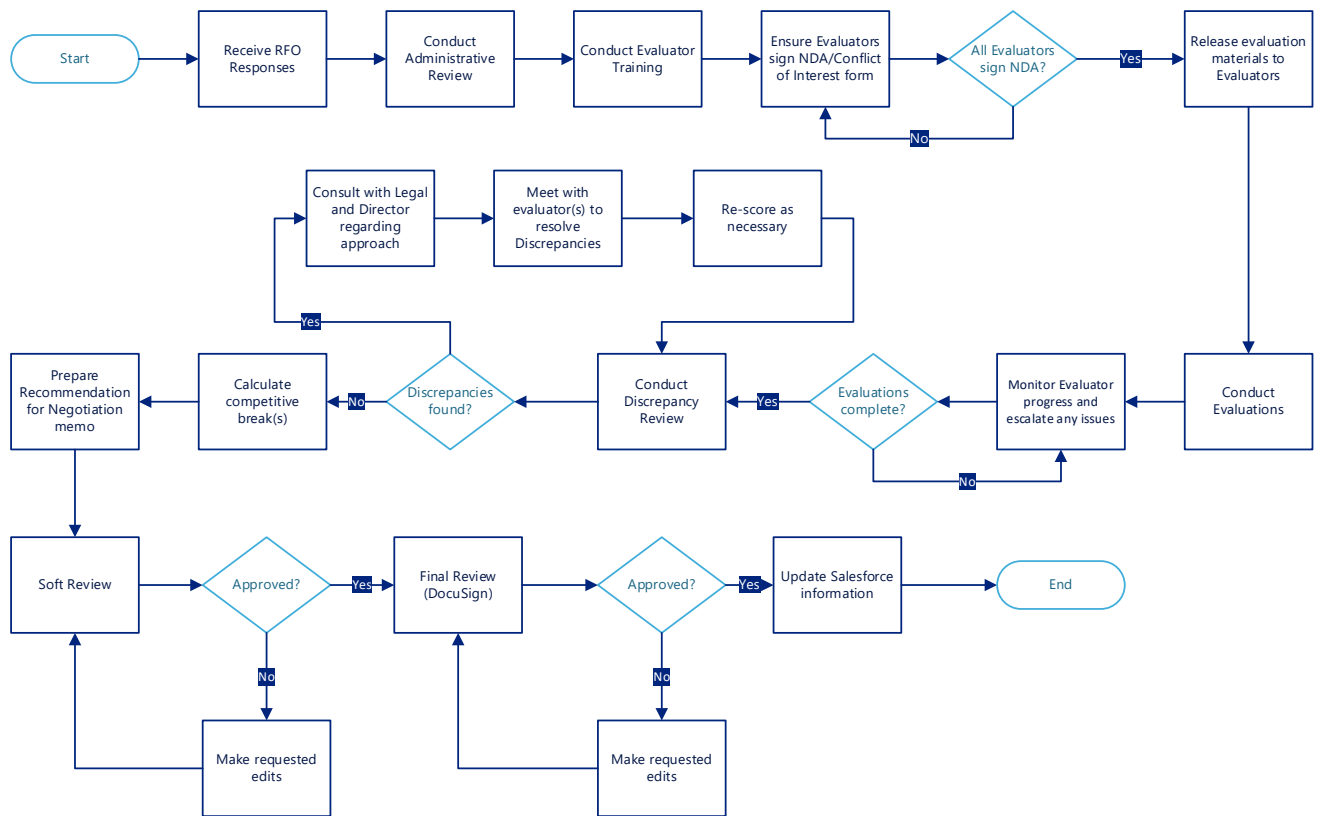 Start
Receive RFO
Responses
Conduct
Administrative
Review
Conduct Evaluator
Training
Ensure Evaluators
sign NDA/Conflict
of Interest form
All Evaluators
sign NDA?
Yes
Release evaluation
materials to
Evaluators
No
Consult with Legal
and Director
regarding
approach
Meet with
evaluator(s) to
resolve
Discrepancies
Re-score as
necessary
Yes
Prepare
Recommendation
for Negotiation
memo
Calculate
competitive
break(s)
No
Discrepancies
found?
Conduct
Discrepancy
Review
Yes
Evaluations
complete?
Monitor Evaluator
progress and
escalate any issues
Conduct
Evaluations
No
Soft Review
Approved?
Yes
Final Review
(DocuSign)
Approved?
Yes
Update Salesforce
information
End
No
No
Make requested
edits
Make requested
edits